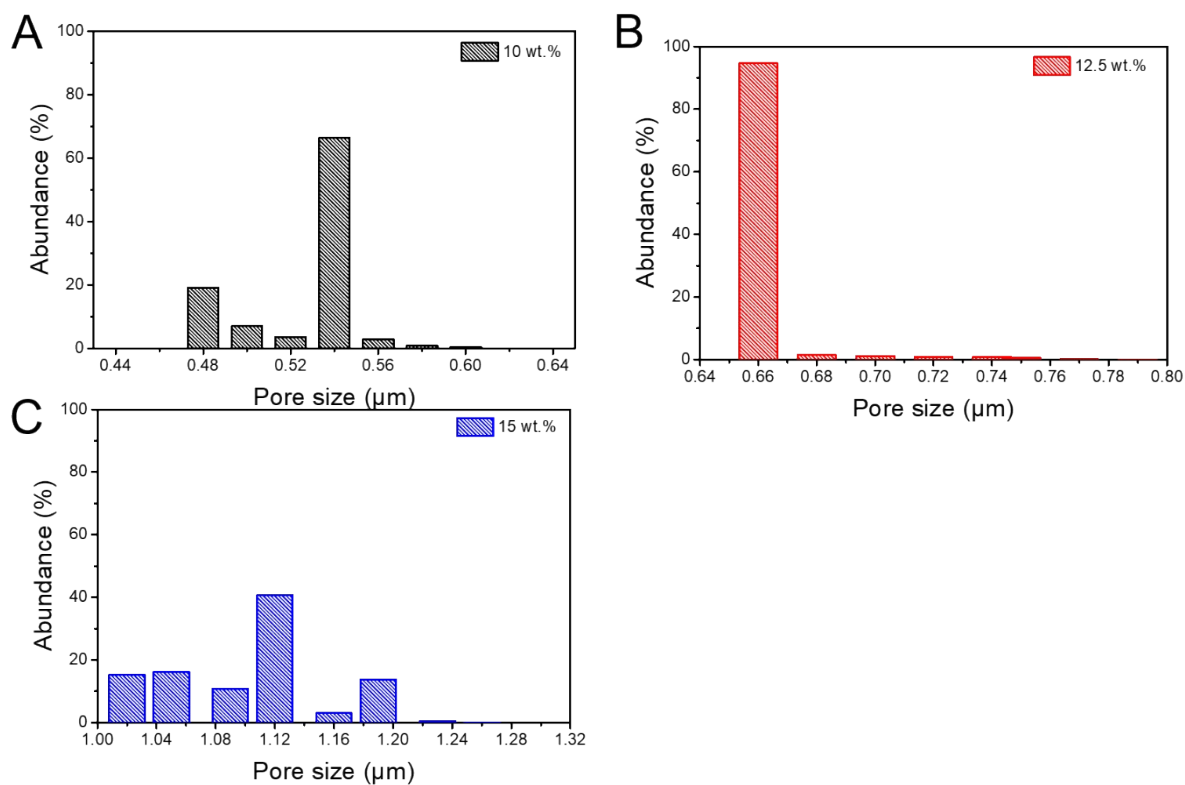 A
100
80
60
40
20
0
Abundance (%)
10 wt.%
0.44 0.48 0.52 0.56 0.60 0.64
Pore size (µm)
B
100
80
60
40
20
0
Abundance (%)
12.5 wt.%
0.64 0.66 0.68 0.70 0.72 0.74 0.76 0.78 0.80
Pore size (µm)
C
100
80
60
40
20
0
Abundance (%)
15 wt.%
1.00 1.04 1.08 1.12 1.16 1.20 1.24 1.28 1.32
Pore size (µm)